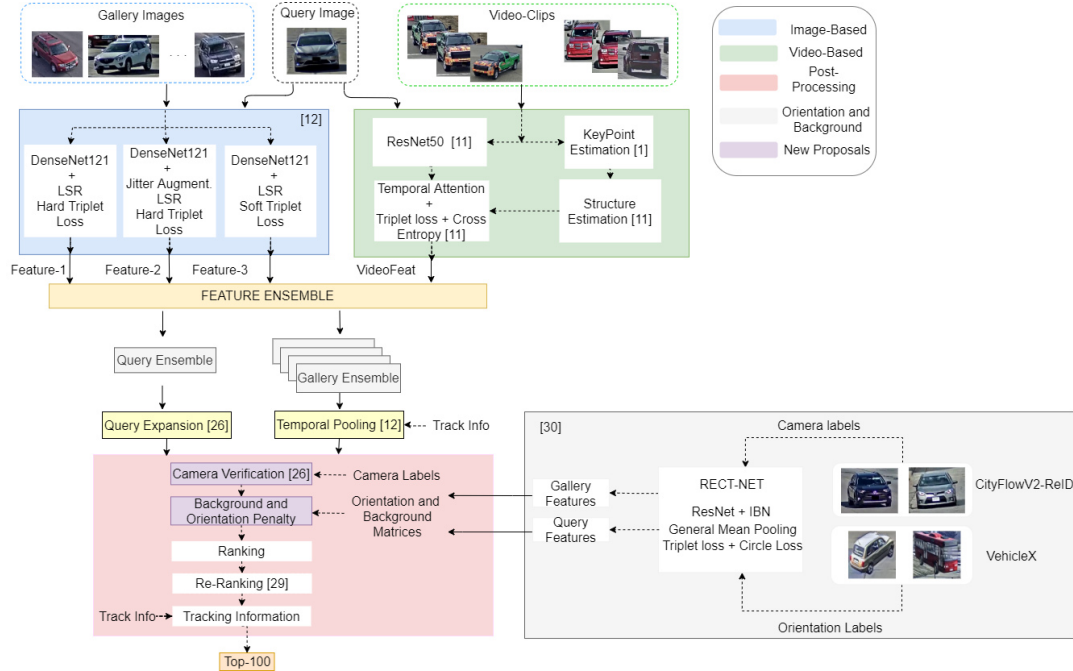 Gallery Images
Query Image
Video-Clips
Image-Based
Video-Based
Post-
Processing
Orientation and
Background
New Proposals
[12]
DenseNet121
+
LSR
Hard Triplet
Loss
DenseNet121
+
Jitter Augment.
LSR
Hard Triplet
Loss
DenseNet121
+
LSR
Soft Triplet
Loss
ResNet50 [11]
KeyPoint
Estimation [1]
Temporal Attention
+
Triplet loss + Cross
Entropy [11]
Structure
Estimation [11]
Feature-1
Feature-2
Feature-3
VideoFeat
FEATURE ENSEMBLE
Query Ensemble
Gallery Ensemble
Query Expansion [26]
Temporal Pooling [12]
Track Info
Camera Verification [26]
Camera Labels
Background and
Orientation Penalty
Orientation and
Background
Matrices
Ranking
Re-Ranking [29]
Track Info
Tracking Information
Top-100
[30]
Camera labels
Gallery
Features
Query
Features
RECT-NET
ResNet + IBN
General Mean Pooling
Triplet loss + Circle Loss
CityFlowV2-ReID
VehicleX
Orientation Labels